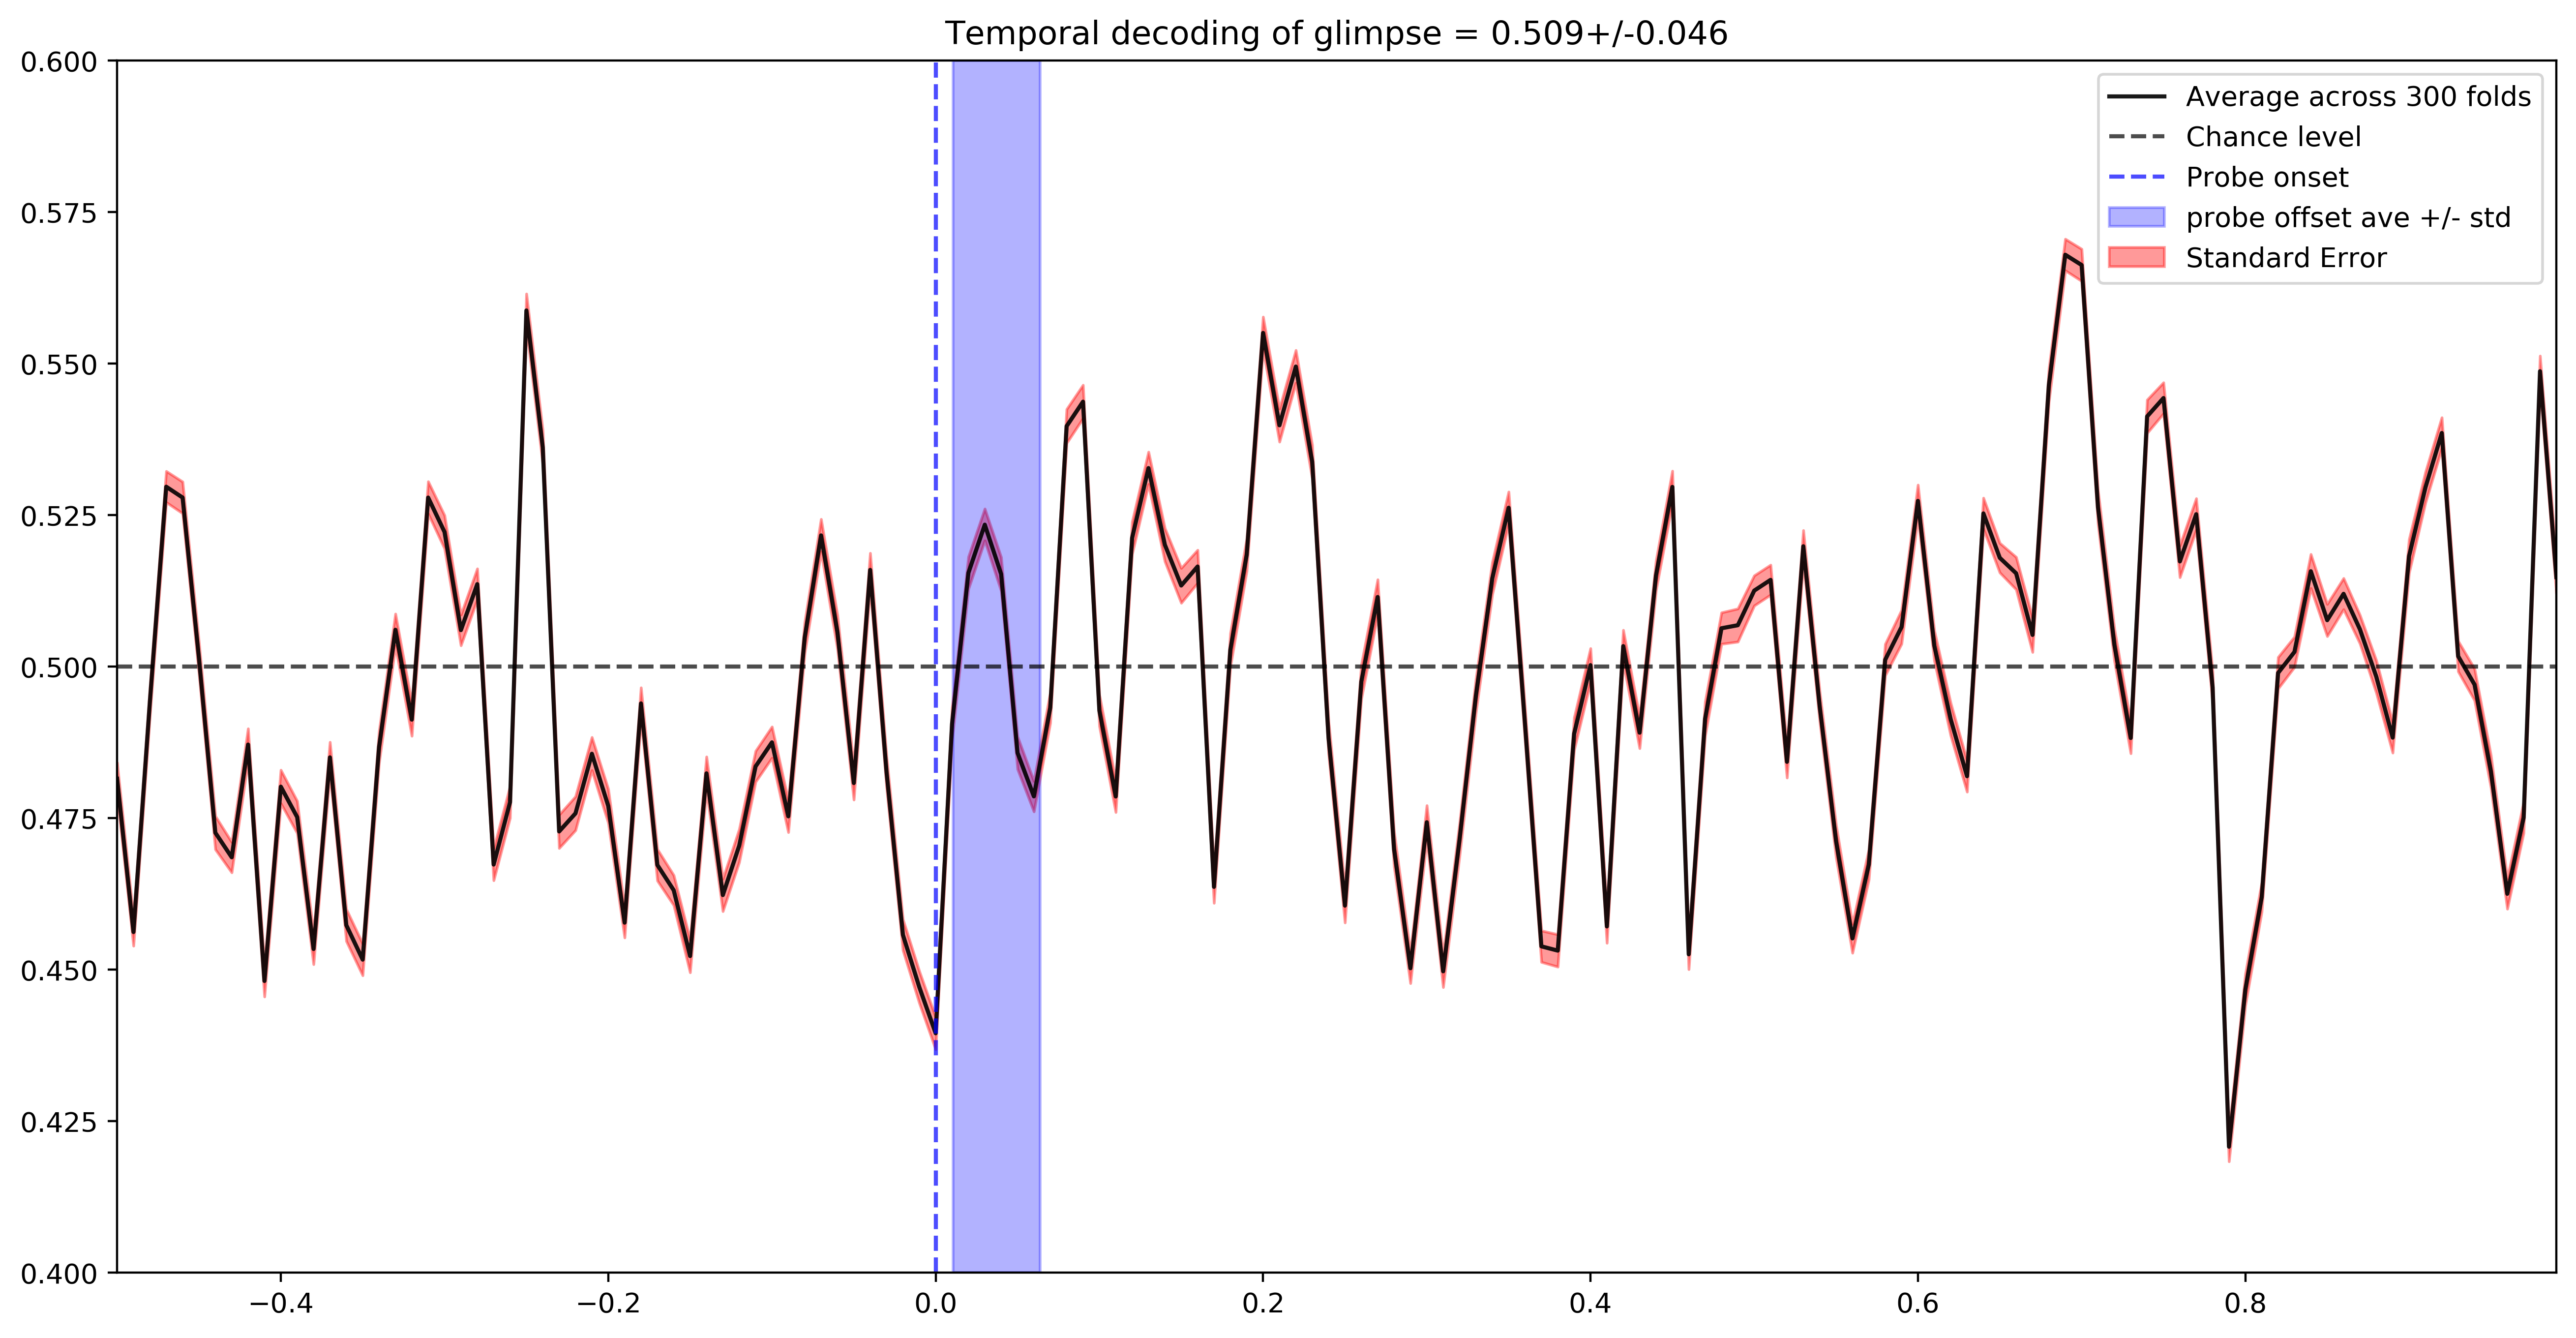 Temporal decoding of glimpse = 0.509+/-0.046
0.600
0.575
0.550
0.525
0.500
0.475
0.450
0.425
0.400
Average across 300 folds
Chance level
Probe onset
probe offset ave +/- std
Standard Error
−0.4
−0.2
0.0
0.2
0.4
0.6
0.8